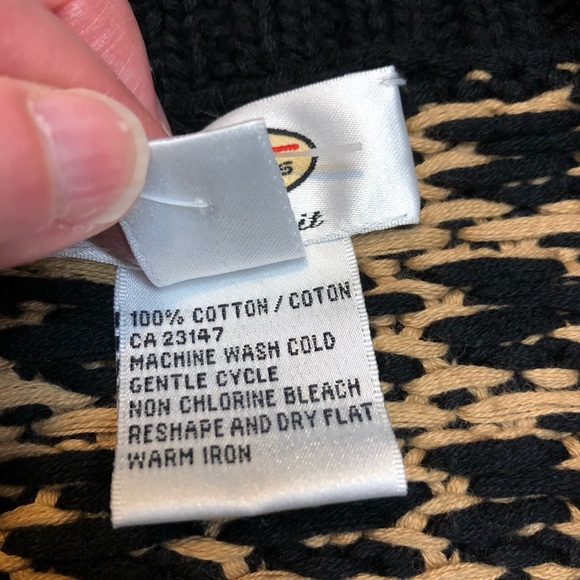 100% COTTON / COTON
CA 23147
MACHINE WASH COLD
GENTLE CYCLE
NON CHLORINE BLEACH
RESHAPE AND DRY FLAT
WARM IRON